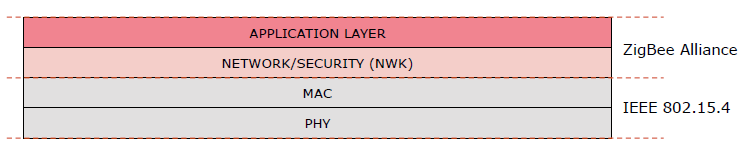 APPLICATION LAYER
NETWORK/SECURITY (NWK)
ZigBee Alliance
MAC
PHY
IEEE 802.15.4